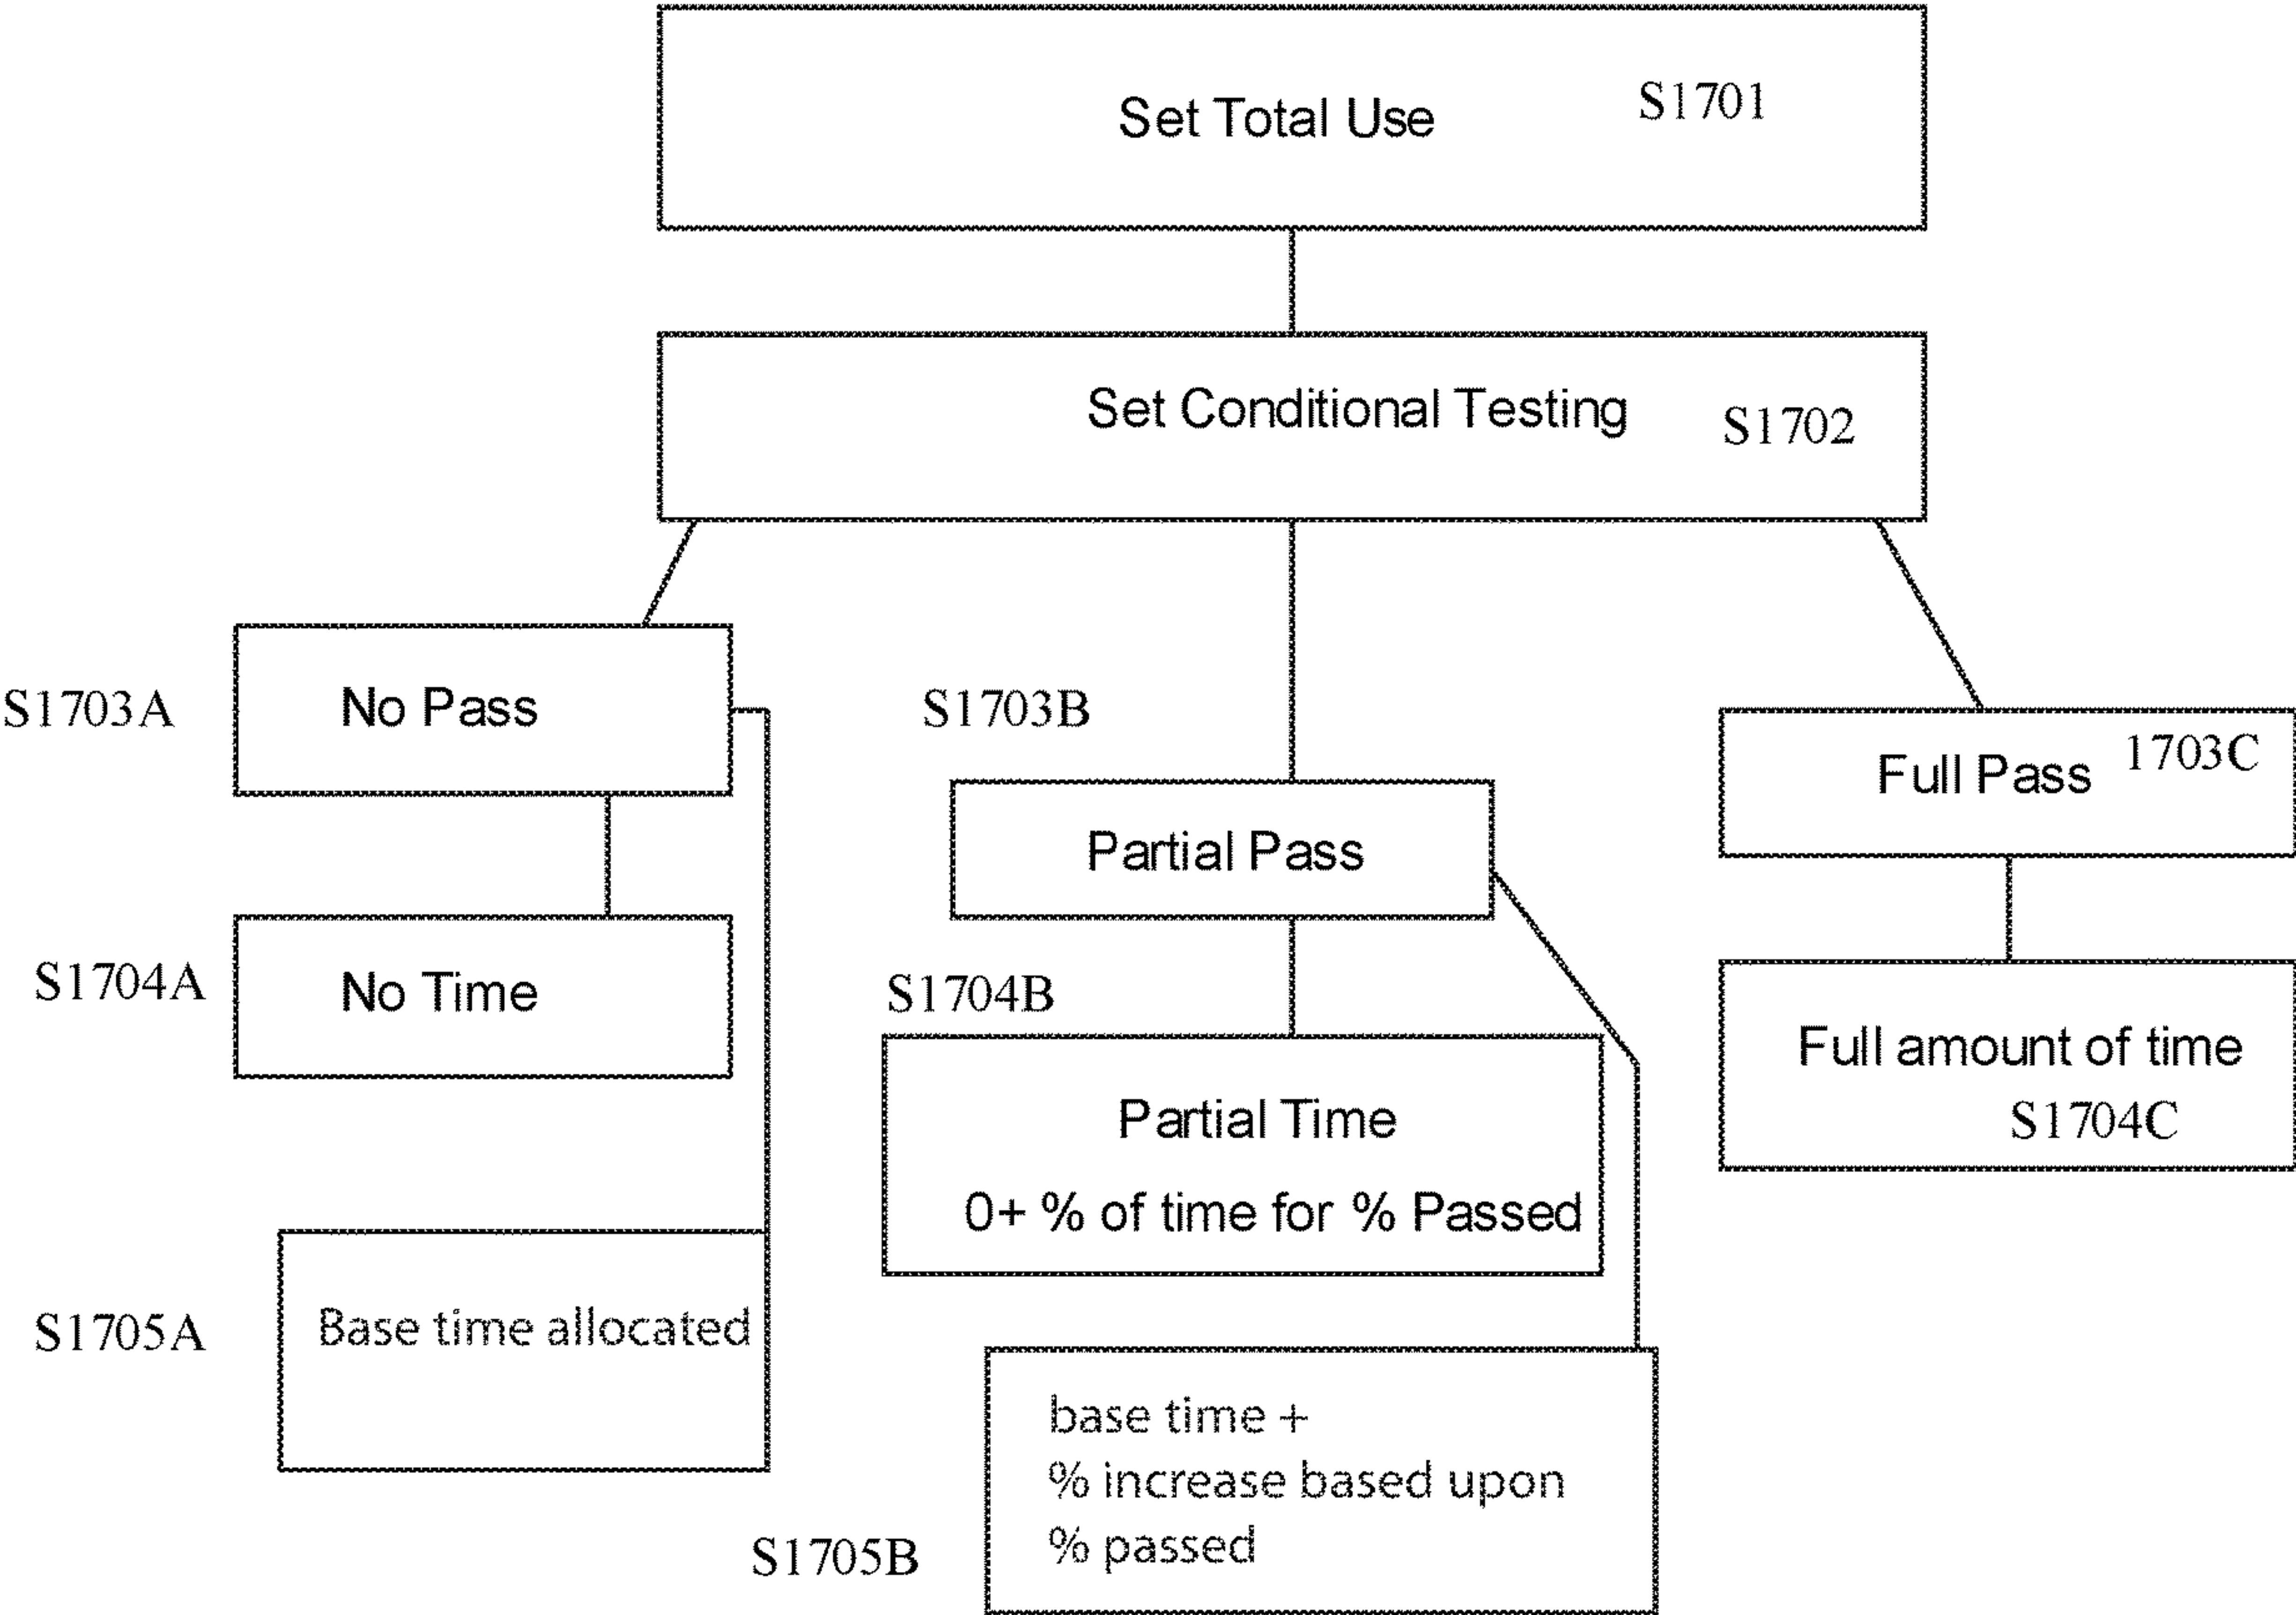 Set Total Use S1701
Set Conditional Testing S1702
S1703A No Pass
S1703B
Partial Pass
Full Pass 1703C
S1704A No Time
S1704B
Partial Time
0+ % of time for % Passed
Full amount of time
S1704C
S1705A Base time allocated
base time +
% increase based upon
% passed
S1705B